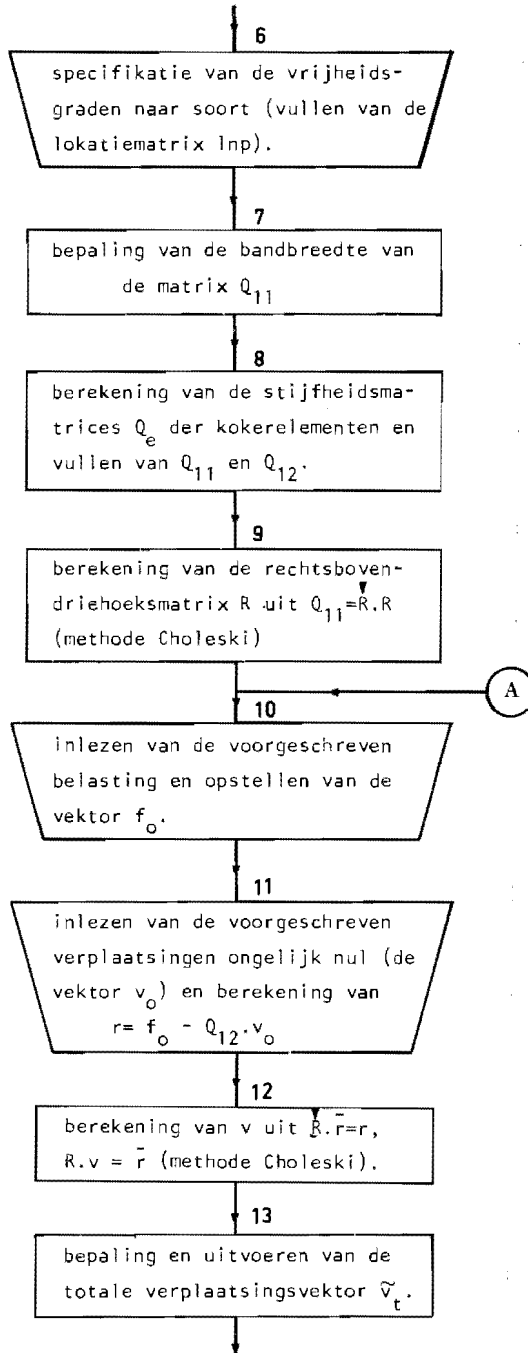 6
specifikatie van de vrijheids-
graden naar soort (vullen van de
lokatiematrix lnp).
7
bepaling van de bandbreedte van
de matrix Q₁₁
8
berekening van de stijfheidsma-
trices Qₑ der kokerelementen en
vullen van Q₁₁ en Q₁₂.
9
berekening van de rechtsboven-
driehoeksmatrix R uit Q₁₁=Ř.R
(methode Choleski)
A
10
inlezen van de voorgeschreven
belasting en opstellen van de
vektor fₒ.
11
inlezen van de voorgeschreven
verplaatsingen ongelijk nul (de
vektor vₒ) en berekening van
r= fₒ - Q₁₂.vₒ
12
berekening van v uit Ř.r̄=r,
R.v = r̄ (methode Choleski).
13
bepaling en uitvoeren van de
totale verplaatsingsvektor ṽₜ.